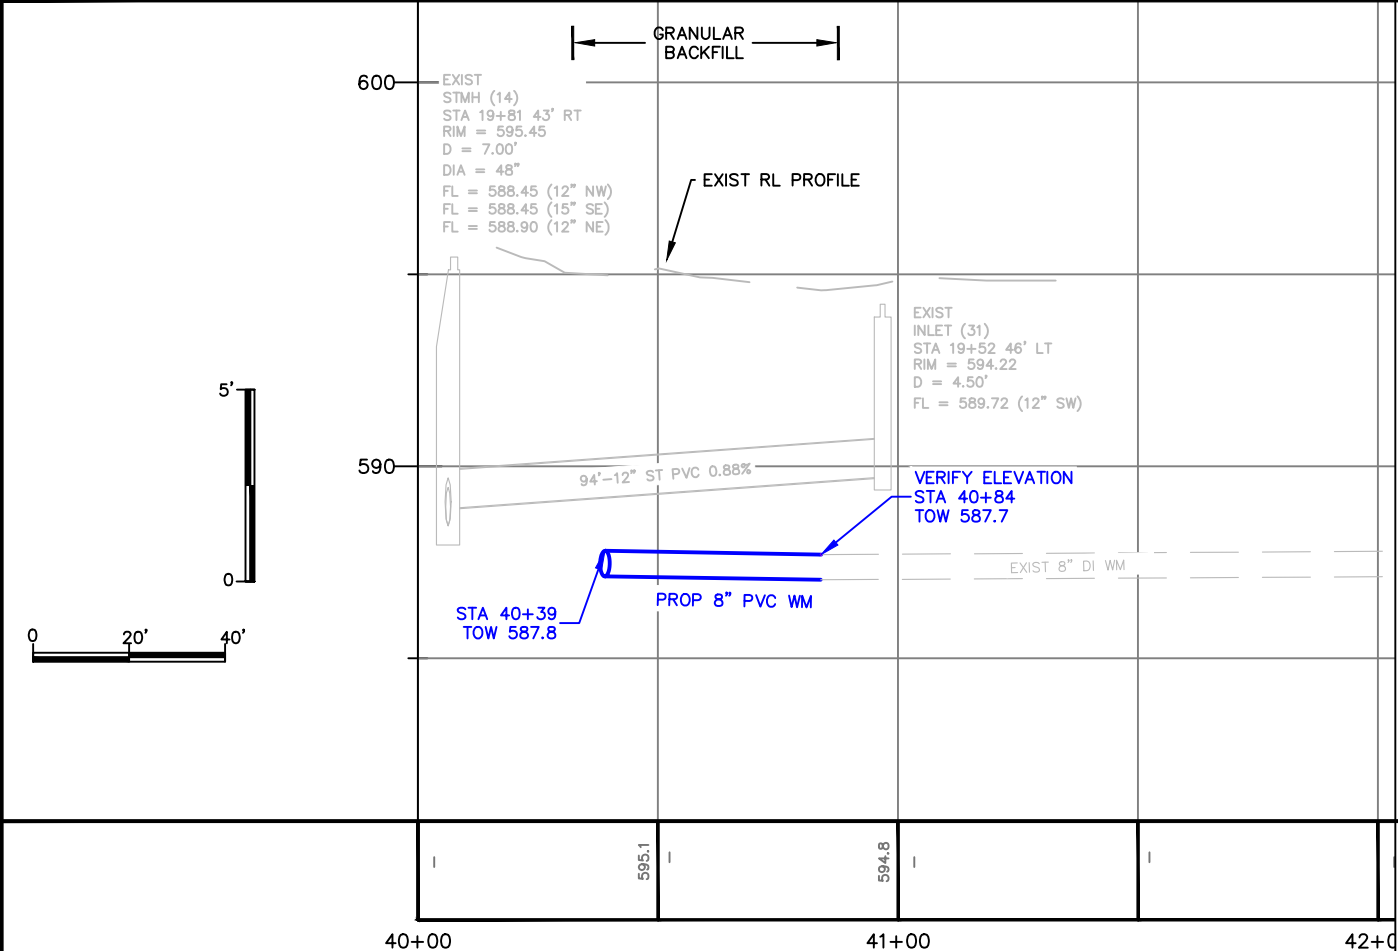 GRANULAR
BACKFILL
600
EXIST
STMH (14)
STA 19+81 43' RT
RIM = 595.45
D = 7.00'
DIA = 48"
FL = 588.45 (12" NW)
FL = 588.45 (15" SE)
FL = 588.90 (12" NE)
EXIST RL PROFILE
EXIST
INLET (31)
STA 19+52 46' LT
RIM = 594.22
D = 4.50'
FL = 589.72 (12" SW)
5'
0
590
94'-12" ST PVC 0.88%
VERIFY ELEVATION
STA 40+84
TOW 587.7
EXIST 8" DI WM
PROP 8" PVC WM
STA 40+39
TOW 587.8
0 20' 40'
595.1
594.8
40+00 41+00 42+0